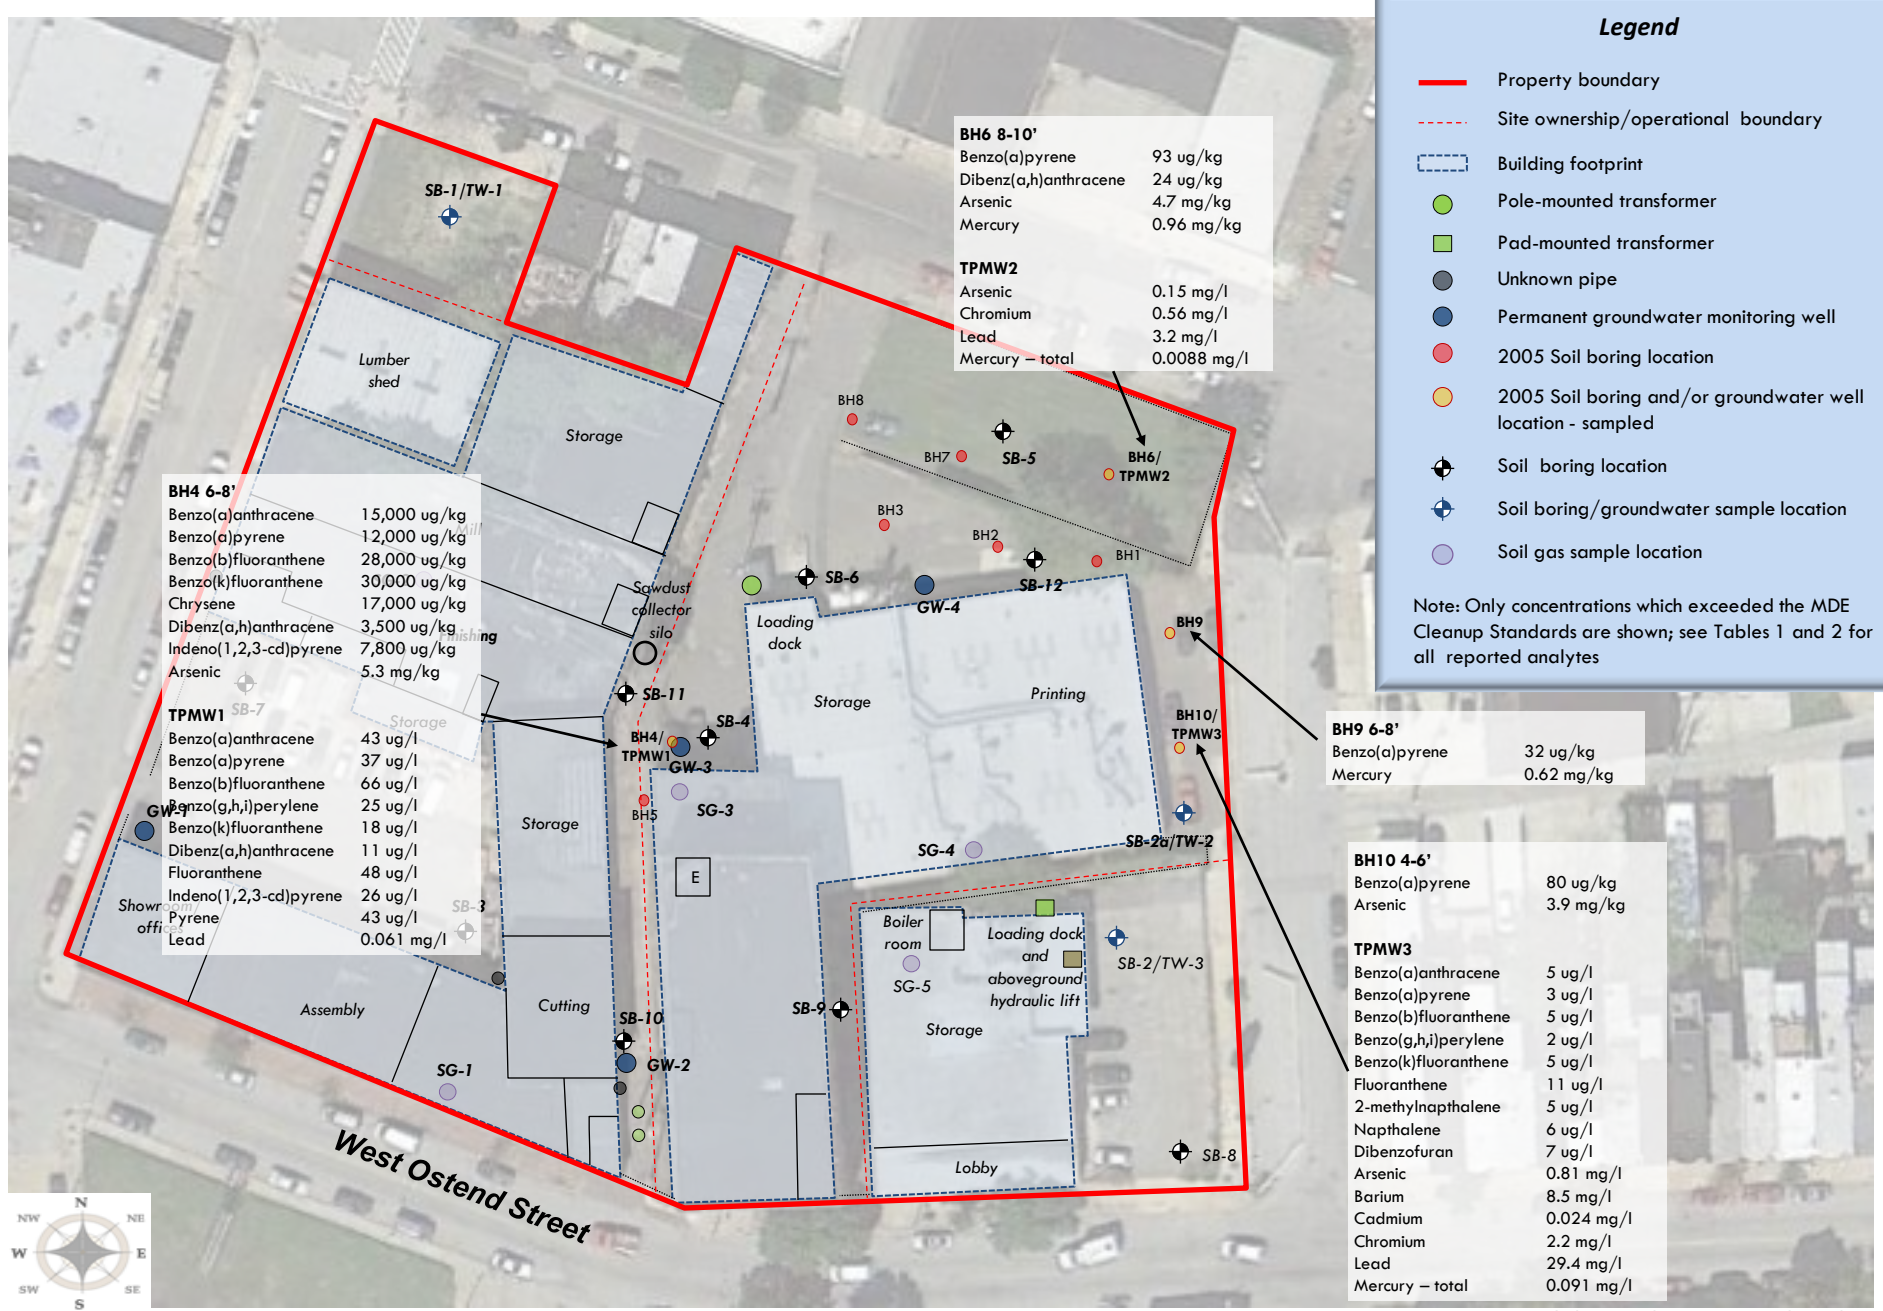 Legend
Property boundary
Site ownership/operational boundary
Building footprint
Pole-mounted transformer
Pad-mounted transformer
Unknown pipe
Permanent groundwater monitoring well
2005 Soil boring location
2005 Soil boring and/or groundwater well
location - sampled
Soil boring location
Soil boring/groundwater sample location
Soil gas sample location
Note: Only concentrations which exceeded the MDE
Cleanup Standards are shown; see Tables 1 and 2 for
all reported analytes
BH6 8-10'
Benzo(a)pyrene 93 ug/kg
Dibenz(a,h)anthracene 24 ug/kg
Arsenic 4.7 mg/kg
Mercury 0.96 mg/kg
TPMW2
Arsenic 0.15 mg/l
Chromium 0.56 mg/l
Lead 3.2 mg/l
Mercury – total 0.0088 mg/l
SB-1/TW-1
Lumber
shed
Storage
BH8
BH7
SB-5
BH6/
TPMW2
BH3
BH2
BH1
SB-6
GW-4
SB-12
BH4 6-8'
Benzo(a)anthracene 15,000 ug/kg
Benzo(a)pyrene 12,000 ug/kg
Benzo(b)fluoranthene 28,000 ug/kg
Benzo(k)fluoranthene 30,000 ug/kg
Chrysene 17,000 ug/kg
Dibenz(a,h)anthracene 3,500 ug/kg
Indeno(1,2,3-cd)pyrene 7,800 ug/kg
Arsenic 5.3 mg/kg
TPMW1
Benzo(a)anthracene 43 ug/l
Benzo(a)pyrene 37 ug/l
Benzo(b)fluoranthene 66 ug/l
Benzo(g,h,i)perylene 25 ug/l
Benzo(k)fluoranthene 18 ug/l
Dibenz(a,h)anthracene 11 ug/l
Fluoranthene 48 ug/l
Indeno(1,2,3-cd)pyrene 26 ug/l
Pyrene 43 ug/l
Lead 0.061 mg/l
Mill
Finishing
SB-7
Storage
GW-1
Showroom/
offices
SB-3
Sawdust
collector
silo
Loading
dock
Storage
Printing
BH9
SB-11
SB-4
BH4/
TPMW1
GW-3
BH10/
TPMW3
BH5
SG-3
Storage
SG-4
SB-2a/TW-2
E
Boiler
room
SG-5
Loading dock
and
aboveground
hydraulic lift
SB-2/TW-3
Storage
Assembly
Cutting
SB-9
SB-10
GW-2
SG-1
Lobby
SB-8
West Ostend Street
BH9 6-8'
Benzo(a)pyrene 32 ug/kg
Mercury 0.62 mg/kg
BH10 4-6'
Benzo(a)pyrene 80 ug/kg
Arsenic 3.9 mg/kg
TPMW3
Benzo(a)anthracene 5 ug/l
Benzo(a)pyrene 3 ug/l
Benzo(b)fluoranthene 5 ug/l
Benzo(g,h,i)perylene 2 ug/l
Benzo(k)fluoranthene 5 ug/l
Fluoranthene 11 ug/l
2-methylnapthalene 5 ug/l
Napthalene 6 ug/l
Dibenzofuran 7 ug/l
Arsenic 0.81 mg/l
Barium 8.5 mg/l
Cadmium 0.024 mg/l
Chromium 2.2 mg/l
Lead 29.4 mg/l
Mercury – total 0.091 mg/l
N
NW NE
W E
SW SE
S